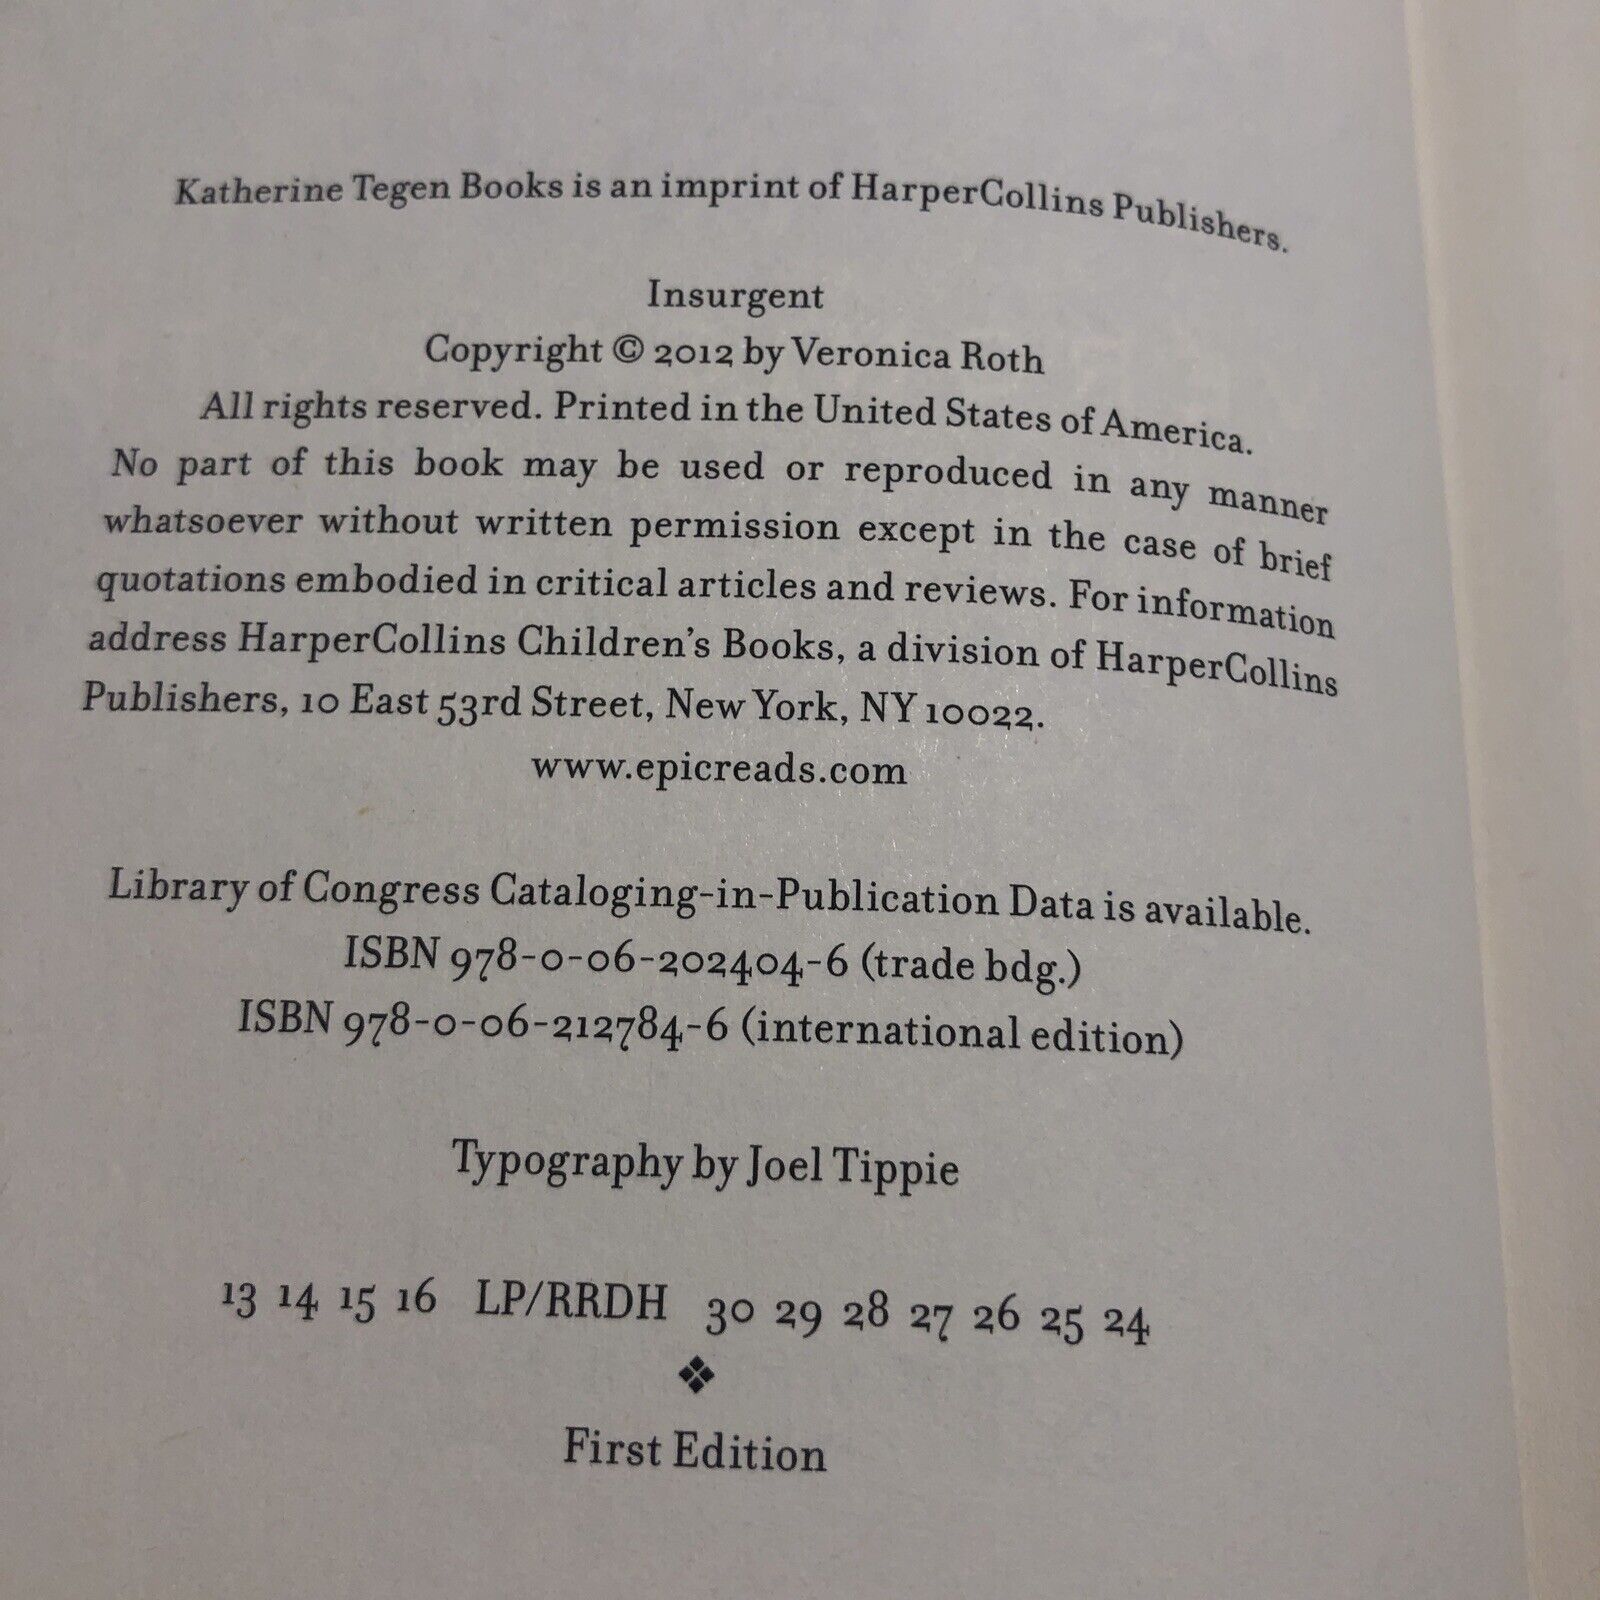 Katherine Tegen Books is an imprint of HarperCollins Publishers.
Insurgent
Copyright © 2012 by Veronica Roth
All rights reserved. Printed in the United States of America.
No part of this book may be used or reproduced in any manner
whatsoever without written permission except in the case of brief
quotations embodied in critical articles and reviews. For information
address HarperCollins Children’s Books, a division of HarperCollins
Publishers, 10 East 53rd Street, New York, NY 10022.
www.epicreads.com
Library of Congress Cataloging-in-Publication Data is available.
ISBN 978-0-06-202404-6 (trade bdg.)
ISBN 978-0-06-212784-6 (international edition)
Typography by Joel Tippie
13 14 15 16 LP/RRDH 30 29 28 27 26 25 24
❖
First Edition